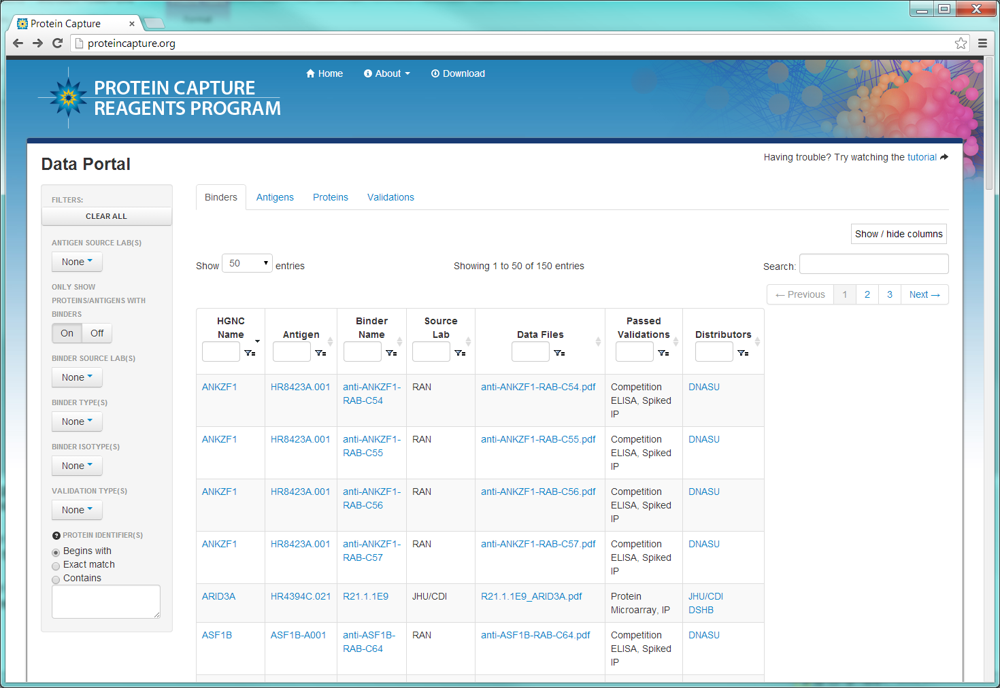 Protein Capture
proteincapture.org
Home About Download
PROTEIN CAPTURE
REAGENTS PROGRAM
Data Portal
Having trouble? Try watching the tutorial
FILTERS:
CLEAR ALL
ANTIGEN SOURCE LAB(S)
None
ONLY SHOW
PROTEINS/ANTIGENS WITH
BINDERS
On Off
BINDER SOURCE LAB(S)
None
BINDER TYPE(S)
None
BINDER ISOTYPE(S)
None
VALIDATION TYPE(S)
None
PROTEIN IDENTIFIER(S)
Begins with
Exact match
Contains
Binders Antigens Proteins Validations
Show / hide columns
Show 50 entries
Showing 1 to 50 of 150 entries
Search:
← Previous 1 2 3 Next →
HGNC
Name
Antigen
Binder
Name
Source
Lab
Data Files
Passed
Validations
Distributors
ANKZF1 HR8423A.001 anti-ANKZF1- RAN anti-ANKZF1-RAB-C54.pdf Competition DNASU
RAB-C54 ELISA, Spiked
IP
ANKZF1 HR8423A.001 anti-ANKZF1- RAN anti-ANKZF1-RAB-C55.pdf Competition DNASU
RAB-C55 ELISA, Spiked
IP
ANKZF1 HR8423A.001 anti-ANKZF1- RAN anti-ANKZF1-RAB-C56.pdf Competition DNASU
RAB-C56 ELISA, Spiked
IP
ANKZF1 HR8423A.001 anti-ANKZF1- RAN anti-ANKZF1-RAB-C57.pdf Competition DNASU
RAB-C57 ELISA, Spiked
IP
ARID3A HR4394C.021 R21.1.1E9 JHU/CDI R21.1.1E9_ARID3A.pdf Protein JHU/CDI
Microarray, IP DSHB
ASF1B ASF1B-A001 anti-ASF1B- RAN anti-ASF1B-RAB-C64.pdf Competition DNASU
RAB-C64 ELISA, Spiked
IP